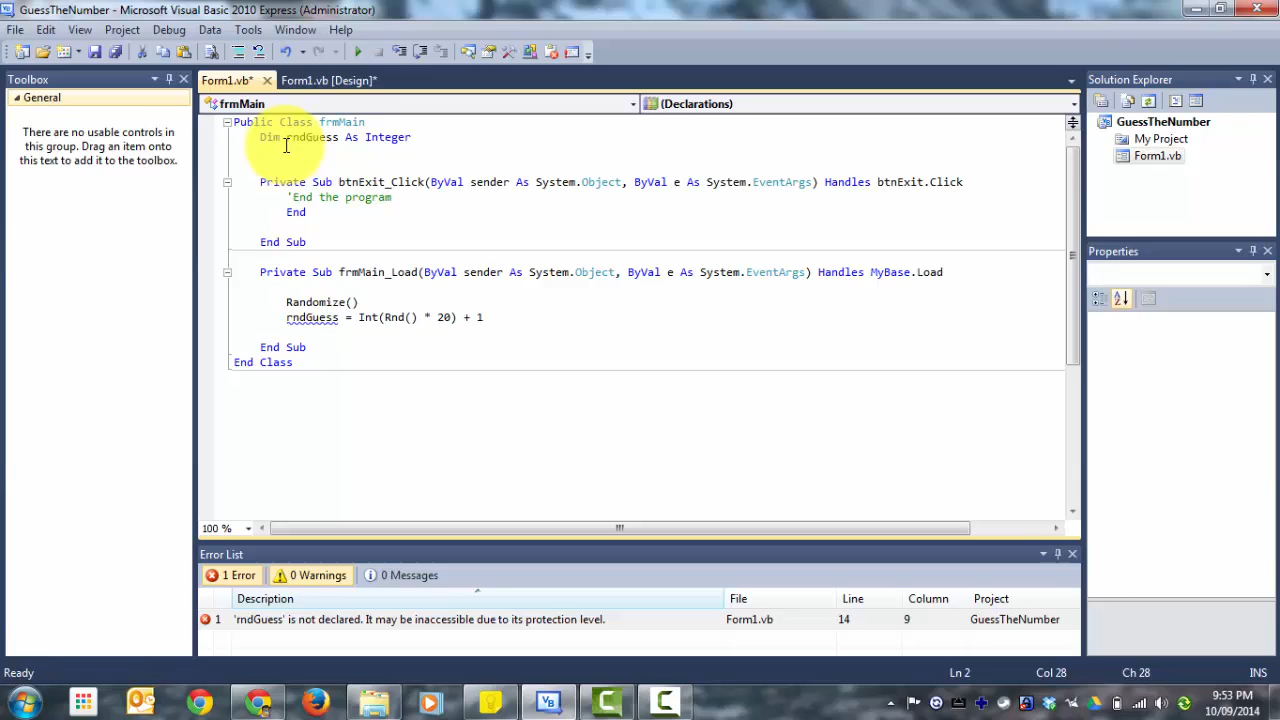 GuessTheNumber - Microsoft Visual Basic 2010 Express (Administrator)
File Edit View Project Debug Data Tools Window Help
Toolbox
General
There are no usable controls in
this group. Drag an item onto
this text to add it to the toolbox.
Form1.vb*
Form1.vb [Design]*
frmMain
(Declarations)
Public Class frmMain
Dim rndGuess As Integer
Private Sub btnExit_Click(ByVal sender As System.Object, ByVal e As System.EventArgs) Handles btnExit.Click
'End the program
End
End Sub
Private Sub frmMain_Load(ByVal sender As System.Object, ByVal e As System.EventArgs) Handles MyBase.Load
Randomize()
rndGuess = Int(Rnd() * 20) + 1
End Sub
End Class
100 %
Solution Explorer
GuessTheNumber
My Project
Form1.vb
Properties
Error List
1 Error 0 Warnings 0 Messages
Description File Line Column Project
1 'rndGuess' is not declared. It may be inaccessible due to its protection level. Form1.vb 14 9 GuessTheNumber
Ready Ln 2 Col 28 Ch 28 INS
9:53 PM
10/09/2014